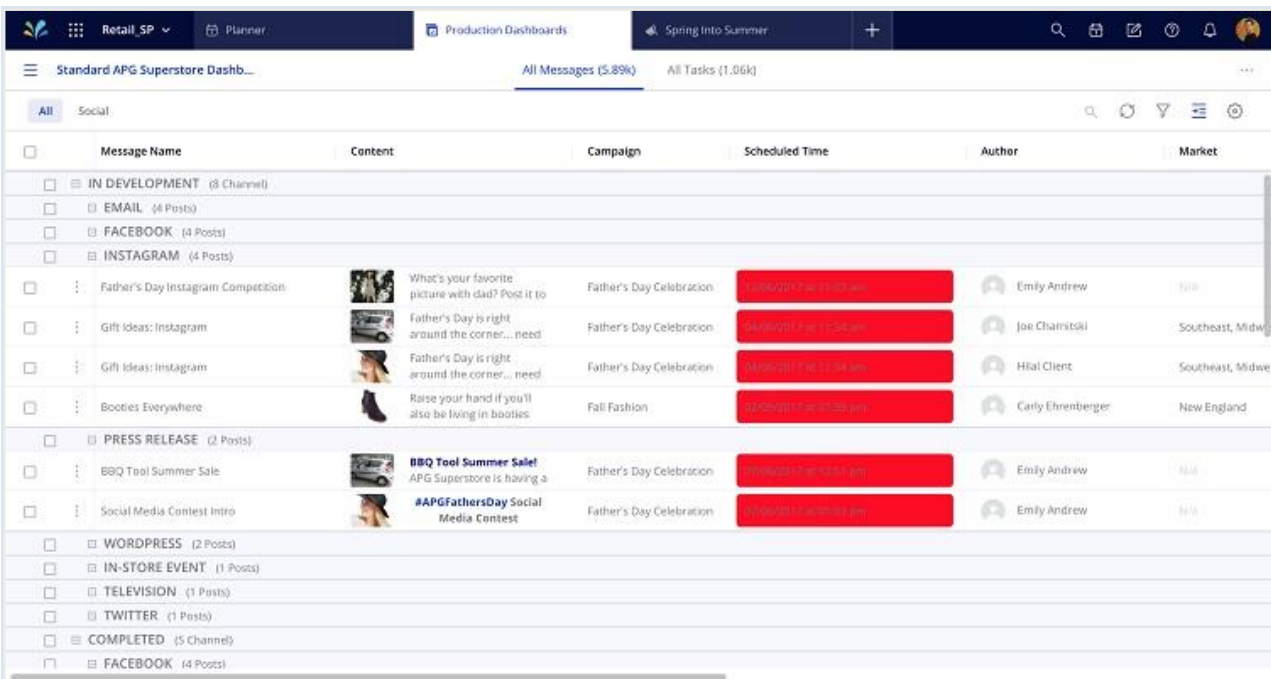 Retail_SP Planner Production Dashboards Spring Into Summer +
Standard APG Superstore Dashb... All Messages (5.89k) All Tasks (1.06k)
All Social
Message Name Content Campaign Scheduled Time Author Market
IN DEVELOPMENT (8 Channel)
EMAIL (4 Posts)
FACEBOOK (4 Posts)
INSTAGRAM (4 Posts)
What's your favorite
Father's Day Instagram Competition picture with dad? Post it to Father's Day Celebration Emily Andrew N/A
Father's Day is right
Gift Ideas: Instagram around the corner... need Father's Day Celebration Joe Charnitski Southeast, Midw
Father's Day is right
Gift Ideas: Instagram around the corner... need Father's Day Celebration Hilal Client Southeast, Midwe
Raise your hand if you'll
Booties Everywhere also be living in booties Fall Fashion Carly Ehrenberger New England
PRESS RELEASE (2 Posts)
BBQ Tool Summer Sale!
BBQ Tool Summer Sale APG Superstore is having a Father's Day Celebration Emily Andrew N/A
#APGFathersDay Social
Social Media Contest Intro Media Contest Father's Day Celebration Emily Andrew N/A
WORDPRESS (2 Posts)
IN-STORE EVENT (1 Posts)
TELEVISION (1 Posts)
TWITTER (1 Posts)
COMPLETED (5 Channel)
FACEBOOK (4 Posts)